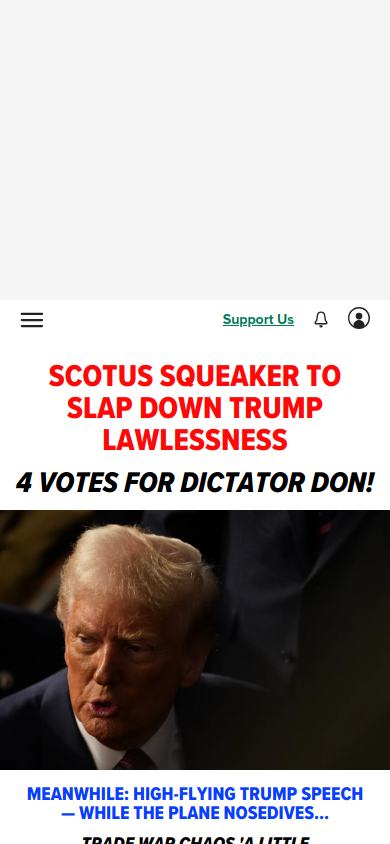 Support Us
SCOTUS SQUEAKER TO
SLAP DOWN TRUMP
LAWLESSNESS
4 VOTES FOR DICTATOR DON!
MEANWHILE: HIGH-FLYING TRUMP SPEECH
— WHILE THE PLANE NOSEDIVES...
TRADE WAR CHAOS 'A LITTLE